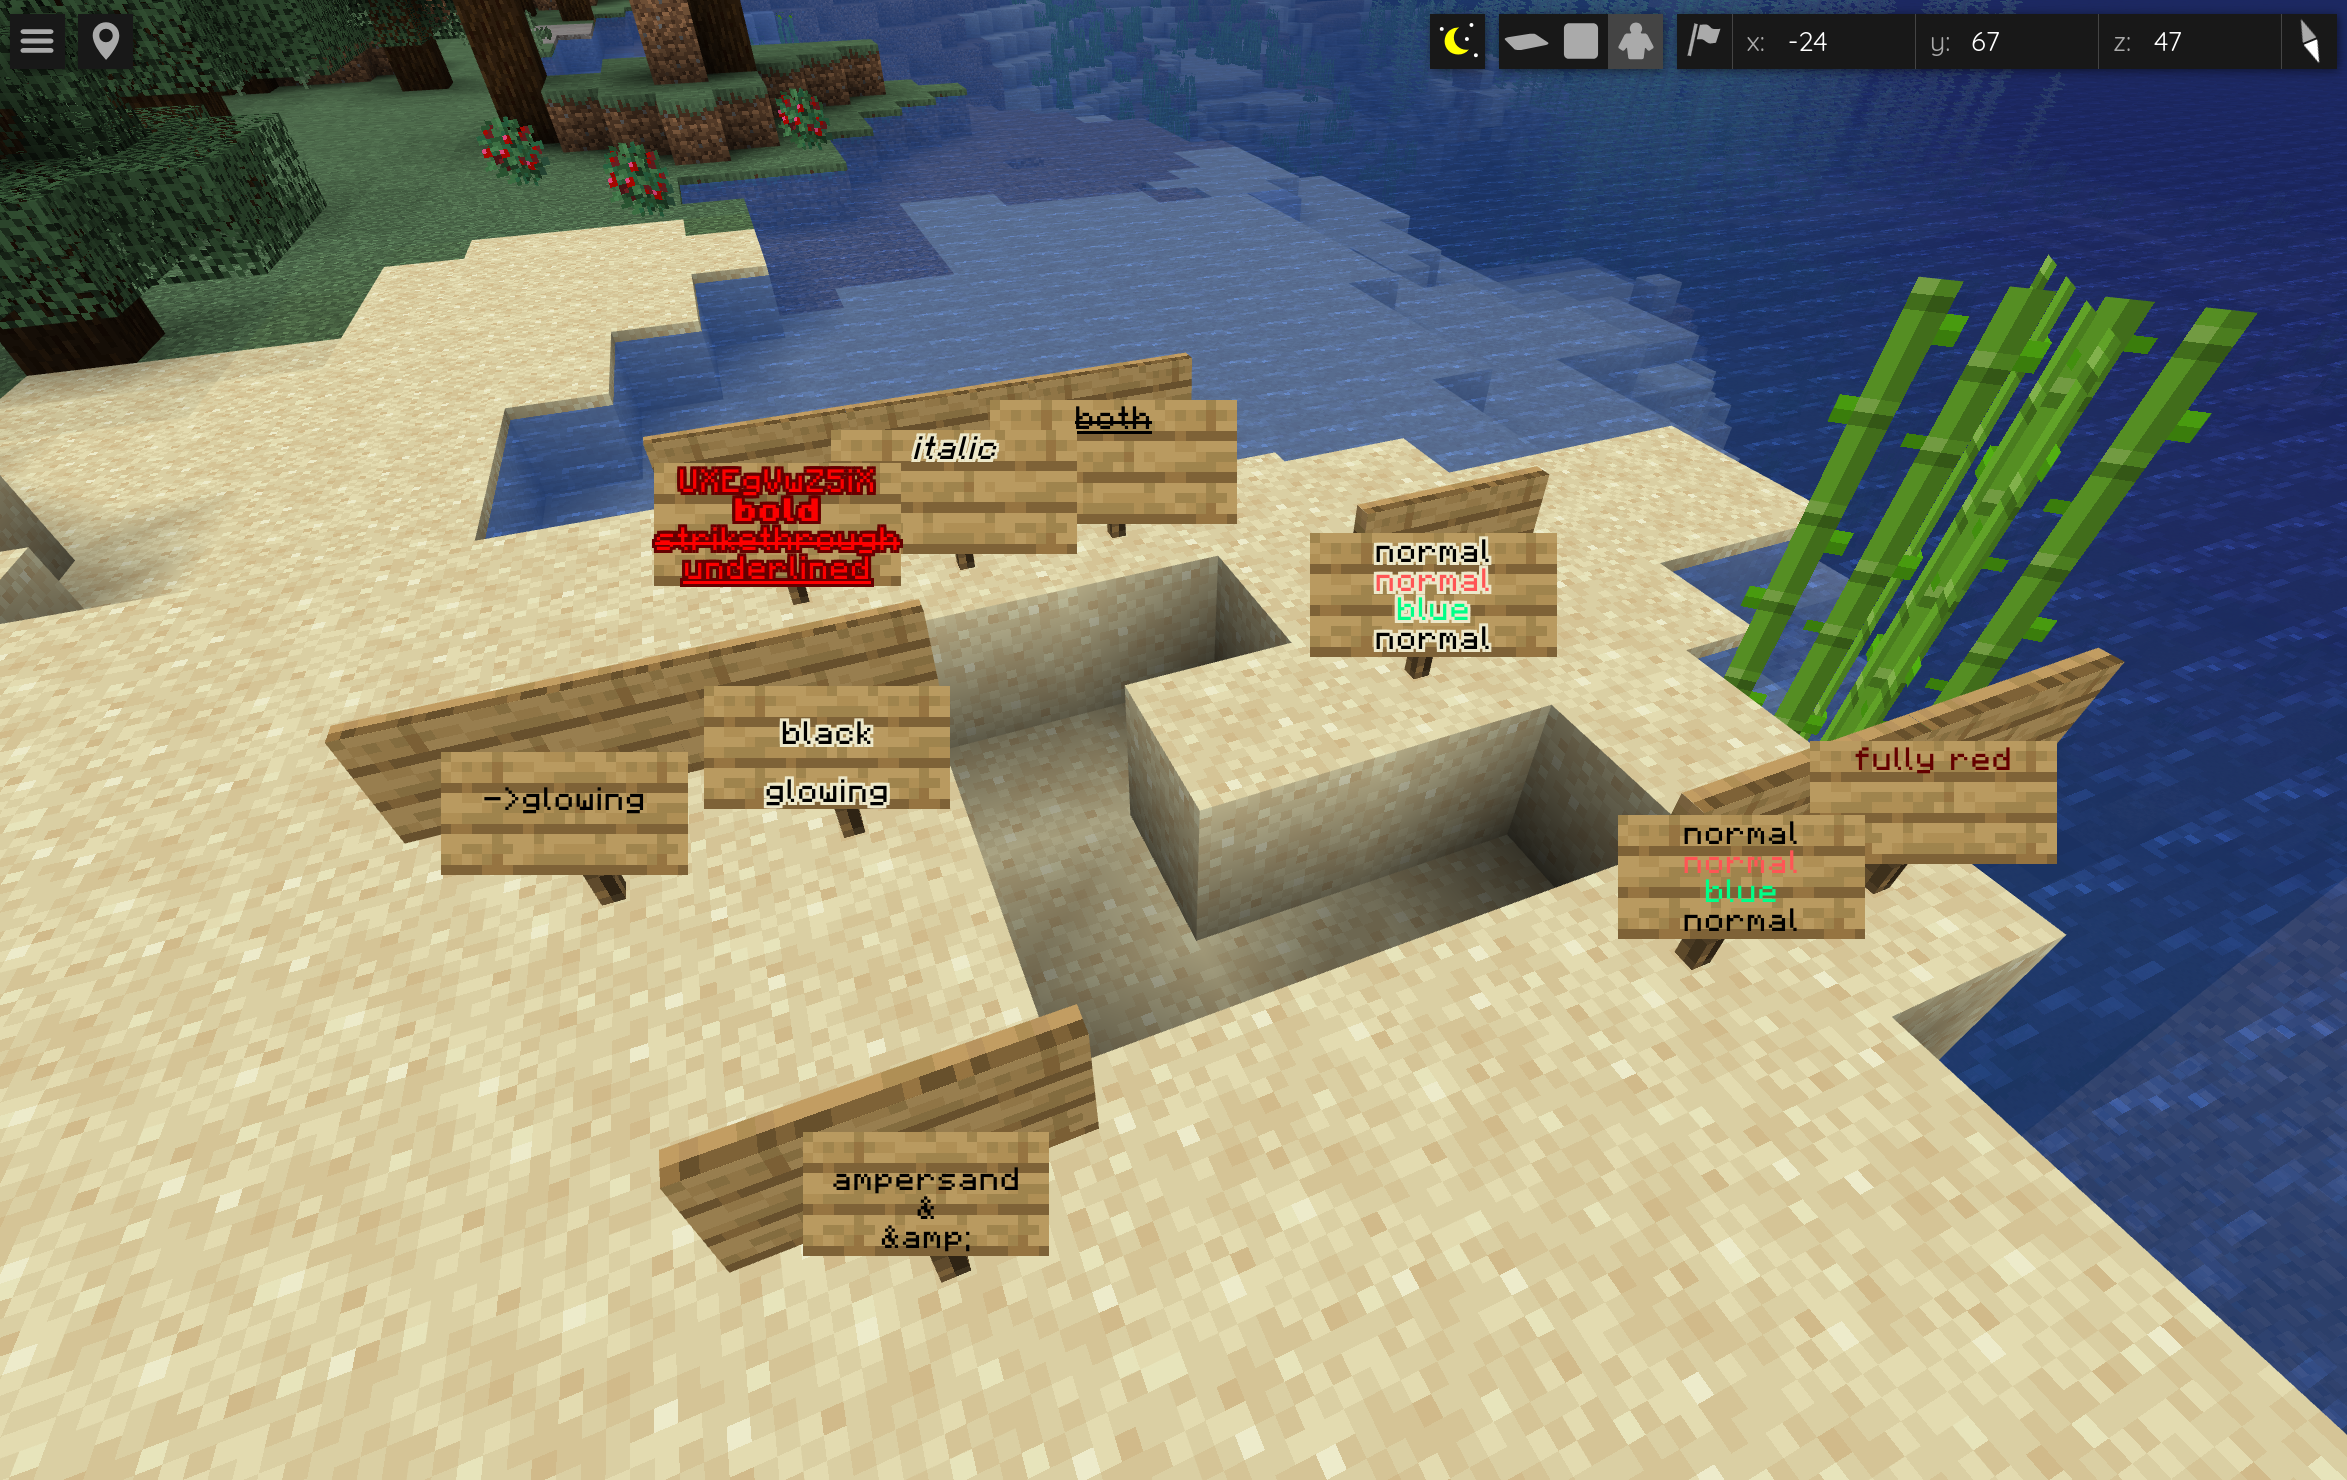 x: -24 y: 67 z: 47
both
italic
UXEgVwZ5iX
bold
strikethrough
underlined
normal
normal
blue
normal
black
glowing
->glowing
fully red
normal
normal
blue
normal
ampersand
&
&amp;